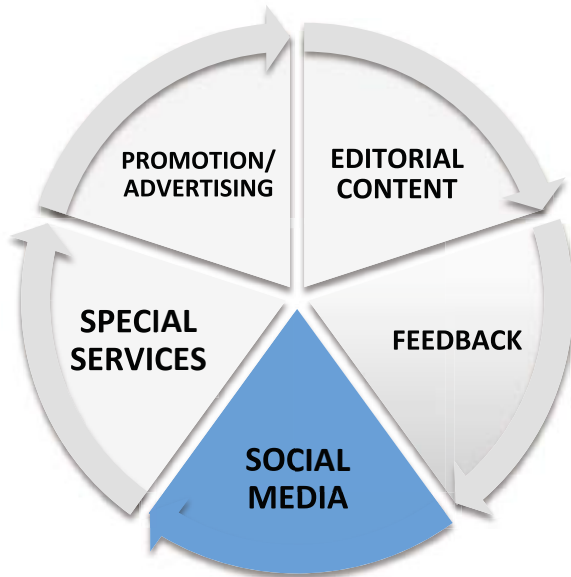 PROMOTION/
ADVERTISING
EDITORIAL
CONTENT
SPECIAL
SERVICES
FEEDBACK
SOCIAL
MEDIA